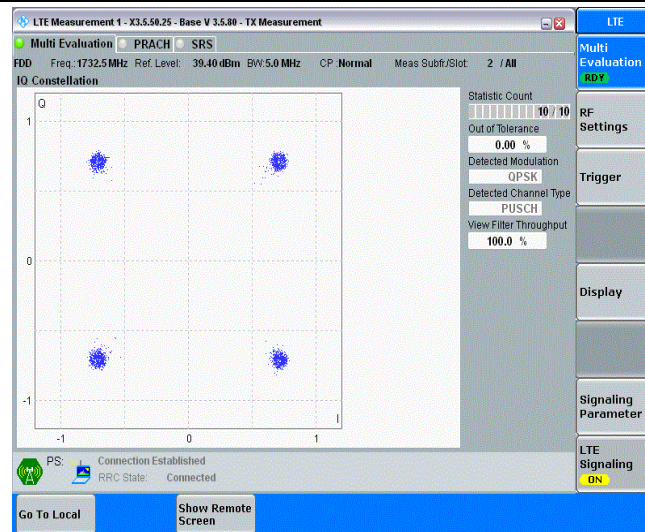 LTE Measurement 1 - X3.5.50.25 - Base V 3.5.80 - TX Measurement
LTE
Multi Evaluation PRACH SRS
FDD Freq.:1732.5 MHz Ref. Level: 39.40 dBm BW:5.0 MHz CP :Normal Meas Subfr/Slot: 2 / All
IQ Constellation
Q
1
0
-1
-1 0 1
I
Statistic Count
10 / 10
Out of Tolerance
0.00 %
Detected Modulation
QPSK
Detected Channel Type
PUSCH
View Filter Throughput
100.0 %
Multi
Evaluation
RDY
RF
Settings
Trigger
Display
Signaling
Parameter
LTE
Signaling
ON
PS: Connection Established
RRC State: Connected
Go To Local
Show Remote
Screen